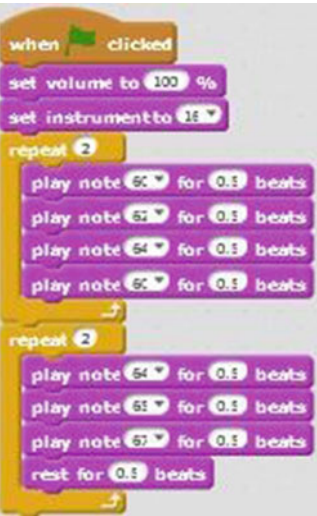 when clicked
set volume to 100 %
set instrument to 16
repeat 2
play note 60 for 0.5 beats
play note 62 for 0.5 beats
play note 64 for 0.5 beats
play note 60 for 0.5 beats
repeat 2
play note 64 for 0.5 beats
play note 65 for 0.5 beats
play note 67 for 0.5 beats
rest for 0.5 beats